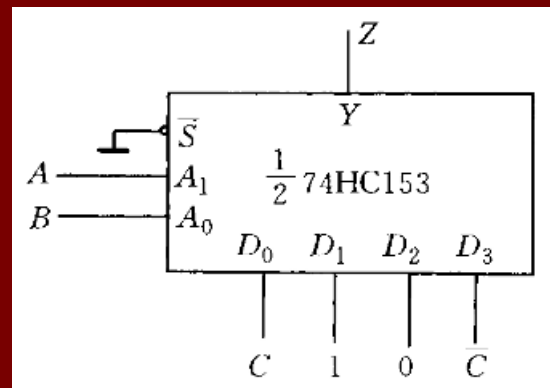 Z
Y
S̅
A A₁ 1/2 74HC153
B A₀
D₀ D₁ D₂ D₃
C 1 0 C̅